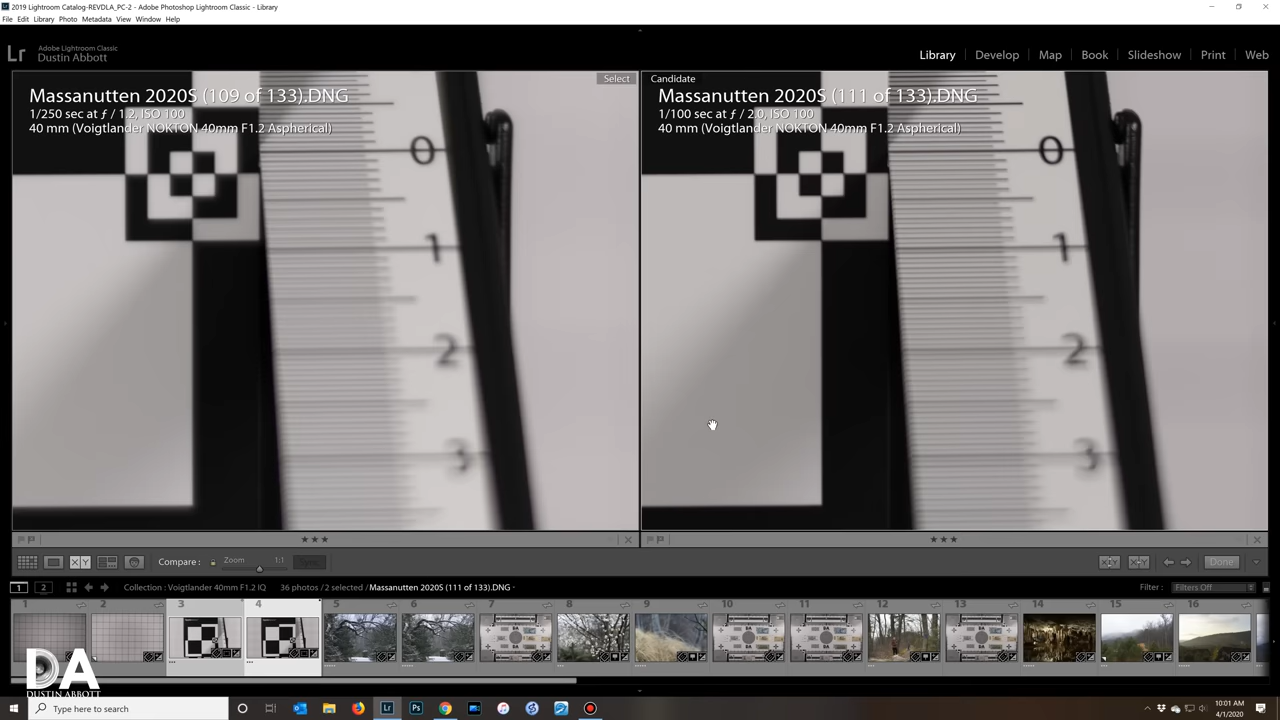 2019 Lightroom Catalog-REVDLA_PC-2 - Adobe Photoshop Lightroom Classic - Library
File Edit Library Photo Metadata View Window Help
Lr Adobe Lightroom Classic
Dustin Abbott
Library Develop Map Book Slideshow Print Web
Select
Massanutten 2020S (109 of 133).DNG
1/250 sec at ƒ / 1.2, ISO 100
40 mm (Voigtlander NOKTON 40mm F1.2 Aspherical)
0
1
2
3
Candidate
Massanutten 2020S (111 of 133).DNG
1/100 sec at ƒ / 2.0, ISO 100
40 mm (Voigtlander NOKTON 40mm F1.2 Aspherical)
0
1
2
3
XY Compare : Zoom 1:1 Sync Done
1 2 Collection : Voigtlander 40mm F1.2 IQ 36 photos / 2 selected / Massanutten 2020S (111 of 133).DNG Filter : Filters Off
1 2 3 4 5 6 7 8 9 10 11 12 13 14 15 16
DA
DUSTIN ABBOTT
Type here to search
Lr Ps
10:01 AM
4/1/2020